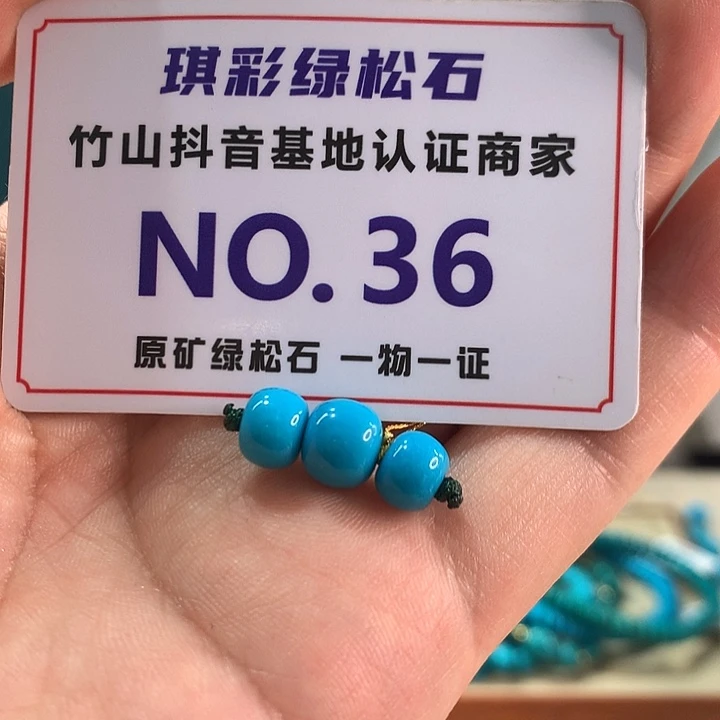 琪彩绿松石
竹山抖音基地认证商家
NO.36
原矿绿松石 一物一证